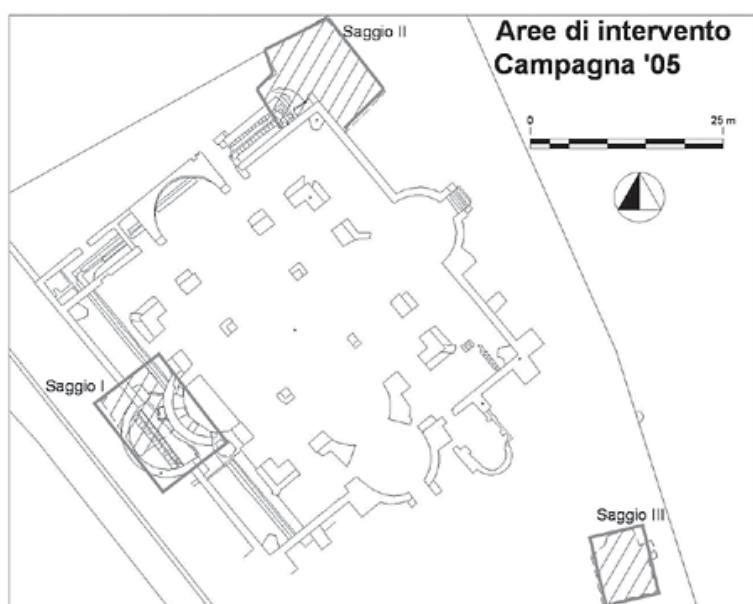 Saggio II
Aree di intervento
Campagna '05
0 25 m
Saggio I
Saggio III